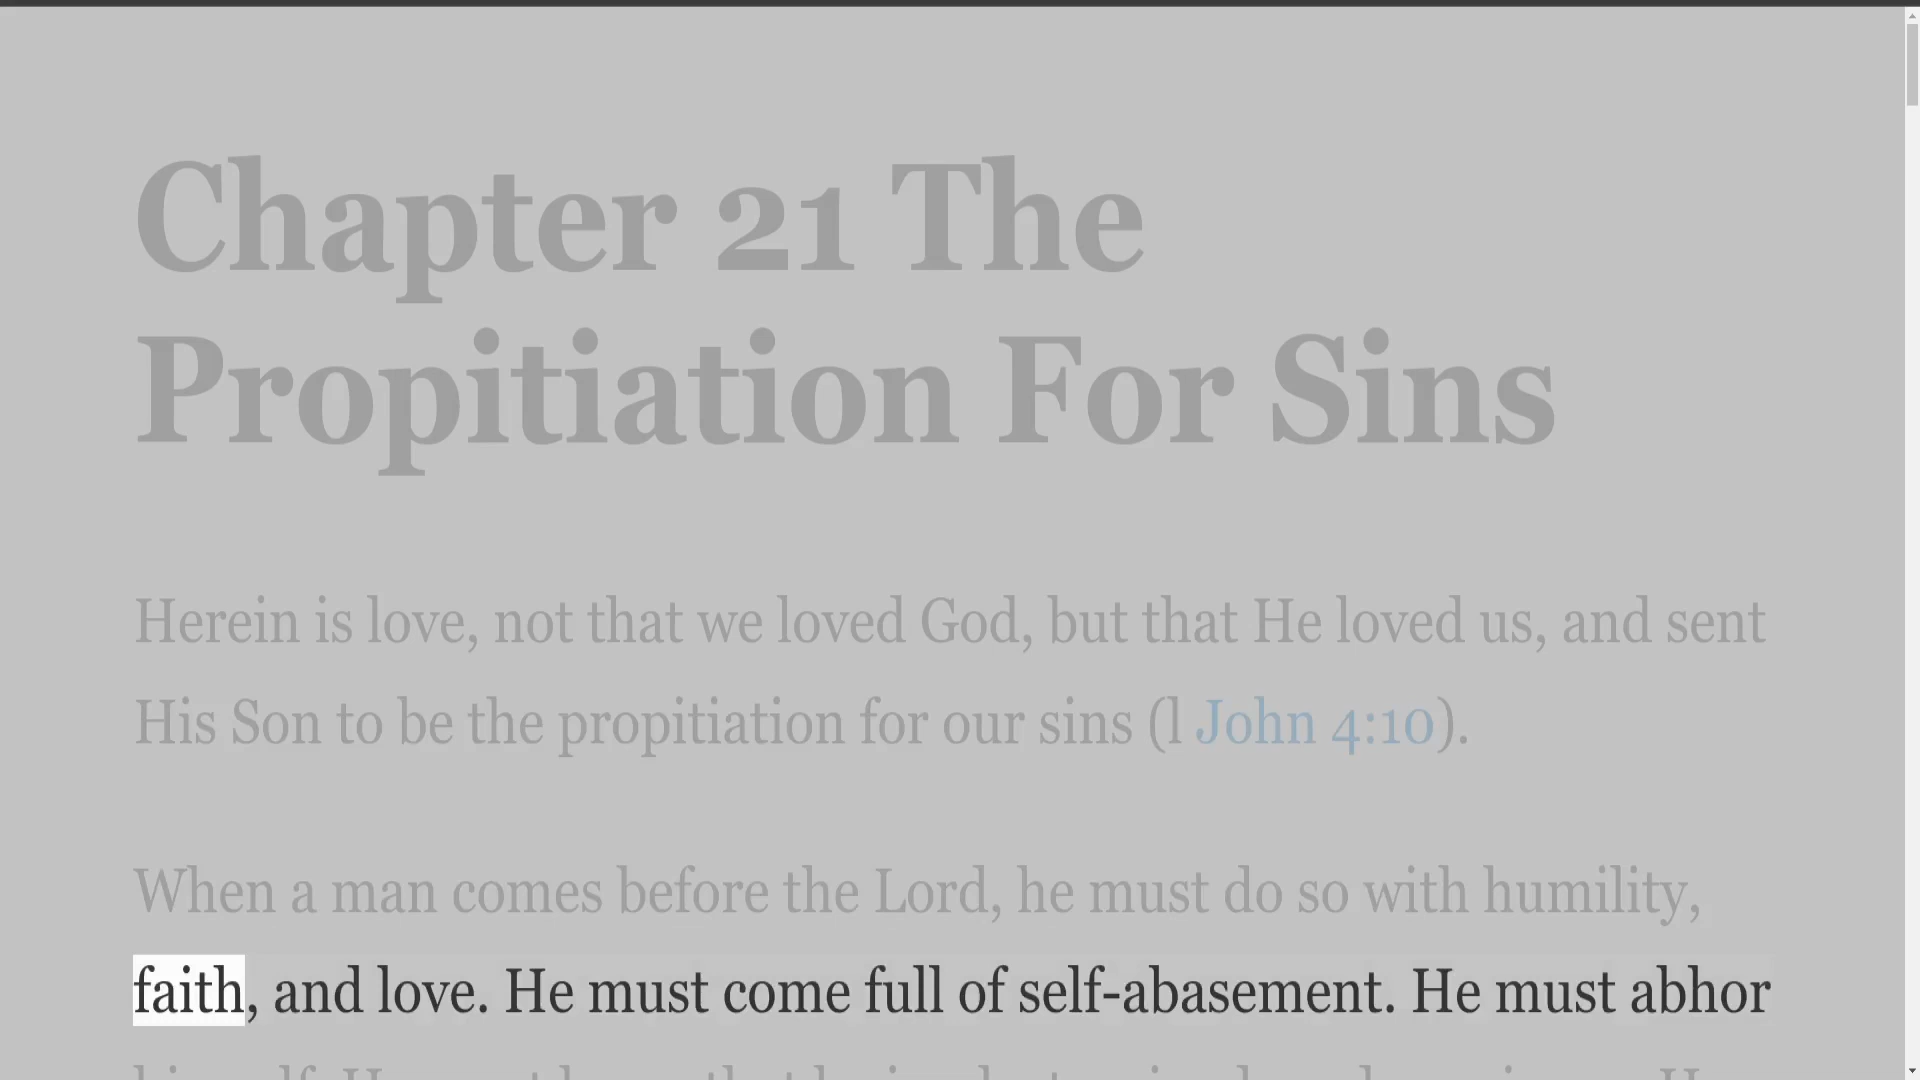 Chapter 21 The
Propitiation For Sins
Herein is love, not that we loved God, but that He loved us, and sent
His Son to be the propitiation for our sins (l John 4:10).
When a man comes before the Lord, he must do so with humility,
faith, and love. He must come full of self-abasement. He must abhor